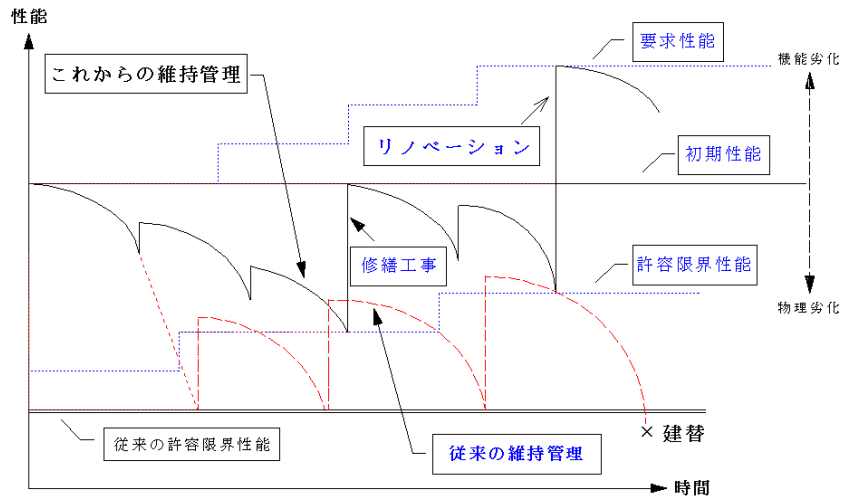 性能
要求性能
機能劣化
これからの維持管理
リノベーション
初期性能
修繕工事
許容限界性能
物理劣化
従来の許容限界性能
従来の維持管理
× 建替
時間